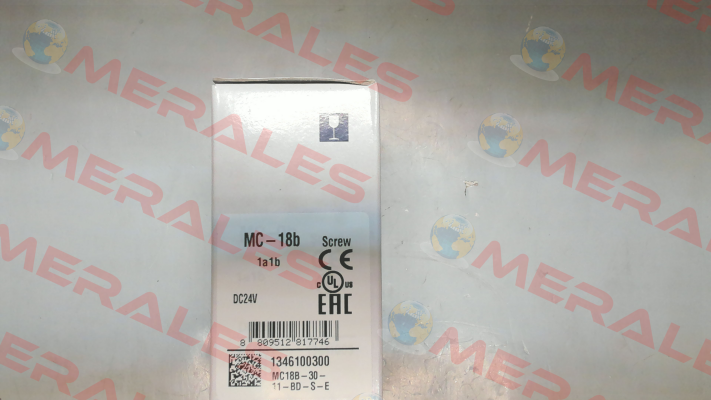 MERALES
MERALES
MERALES
MERALES
MERALES
MC-18b Screw
1a1b
CE
C UL US
DC24V
EAC
8 809512 817746
1346100300
MC18B-30-
11-BD-S-E